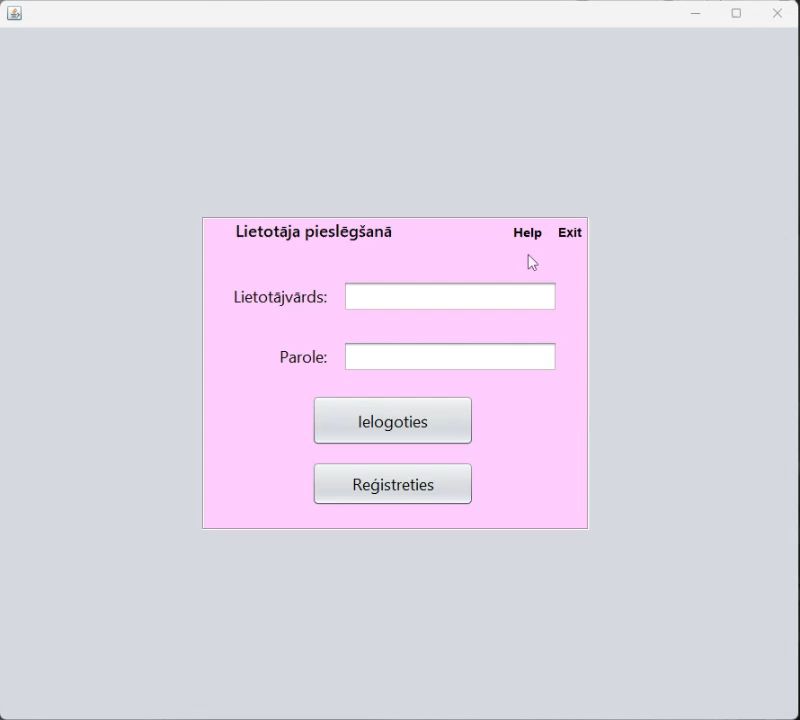 Lietotāja pieslēgšanā Help Exit
Lietotājvārds:
Parole:
Ielogoties
Reģistreties